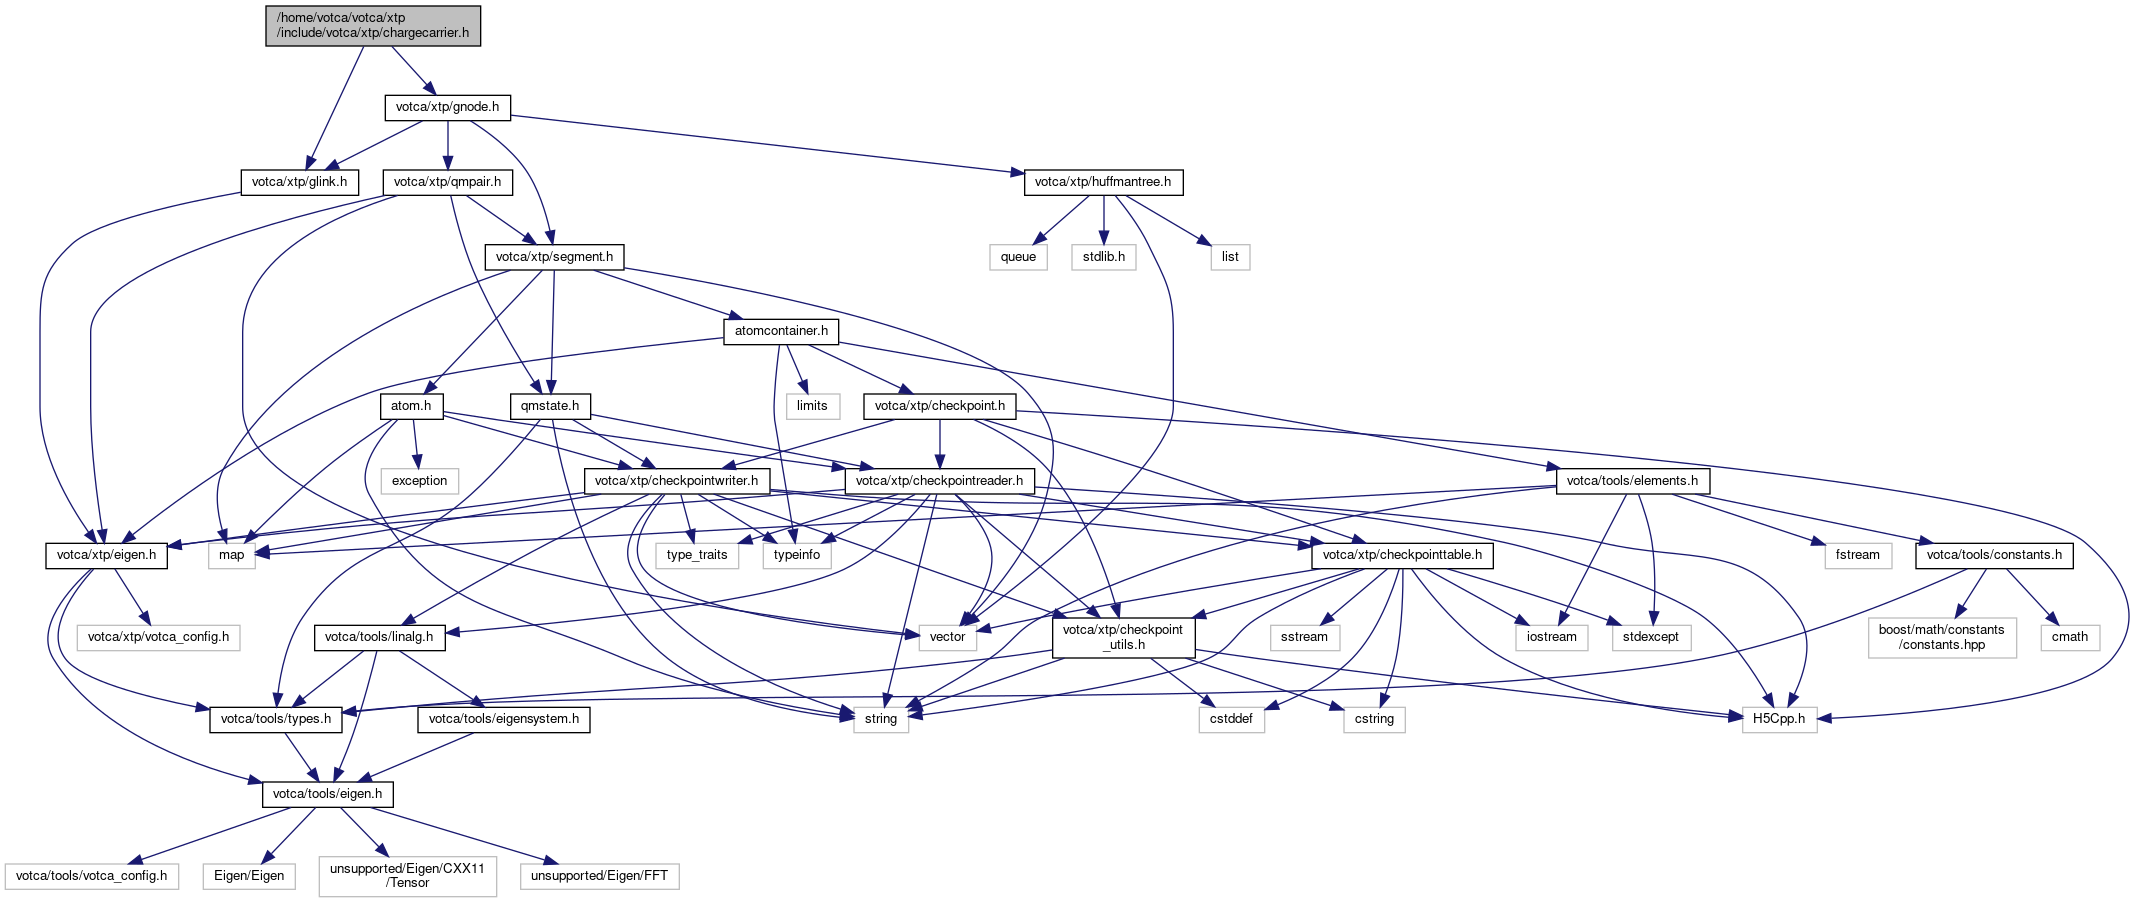 /home/votca/votca/xtp
/include/votca/xtp/chargecarrier.h
votca/xtp/gnode.h
votca/xtp/glink.h
votca/xtp/qmpair.h
votca/xtp/huffmantree.h
votca/xtp/segment.h
queue
stdlib.h
list
atomcontainer.h
atom.h
qmstate.h
limits
votca/xtp/checkpoint.h
exception
votca/xtp/checkpointwriter.h
votca/xtp/checkpointreader.h
votca/tools/elements.h
votca/xtp/eigen.h
map
type_traits
typeinfo
votca/xtp/checkpointtable.h
fstream
votca/tools/constants.h
votca/xtp/votca_config.h
votca/tools/linalg.h
vector
votca/xtp/checkpoint
_utils.h
sstream
iostream
stdexcept
boost/math/constants
/constants.hpp
cmath
votca/tools/types.h
votca/tools/eigensystem.h
string
cstddef
cstring
H5Cpp.h
votca/tools/eigen.h
votca/tools/votca_config.h
Eigen/Eigen
unsupported/Eigen/CXX11
/Tensor
unsupported/Eigen/FFT